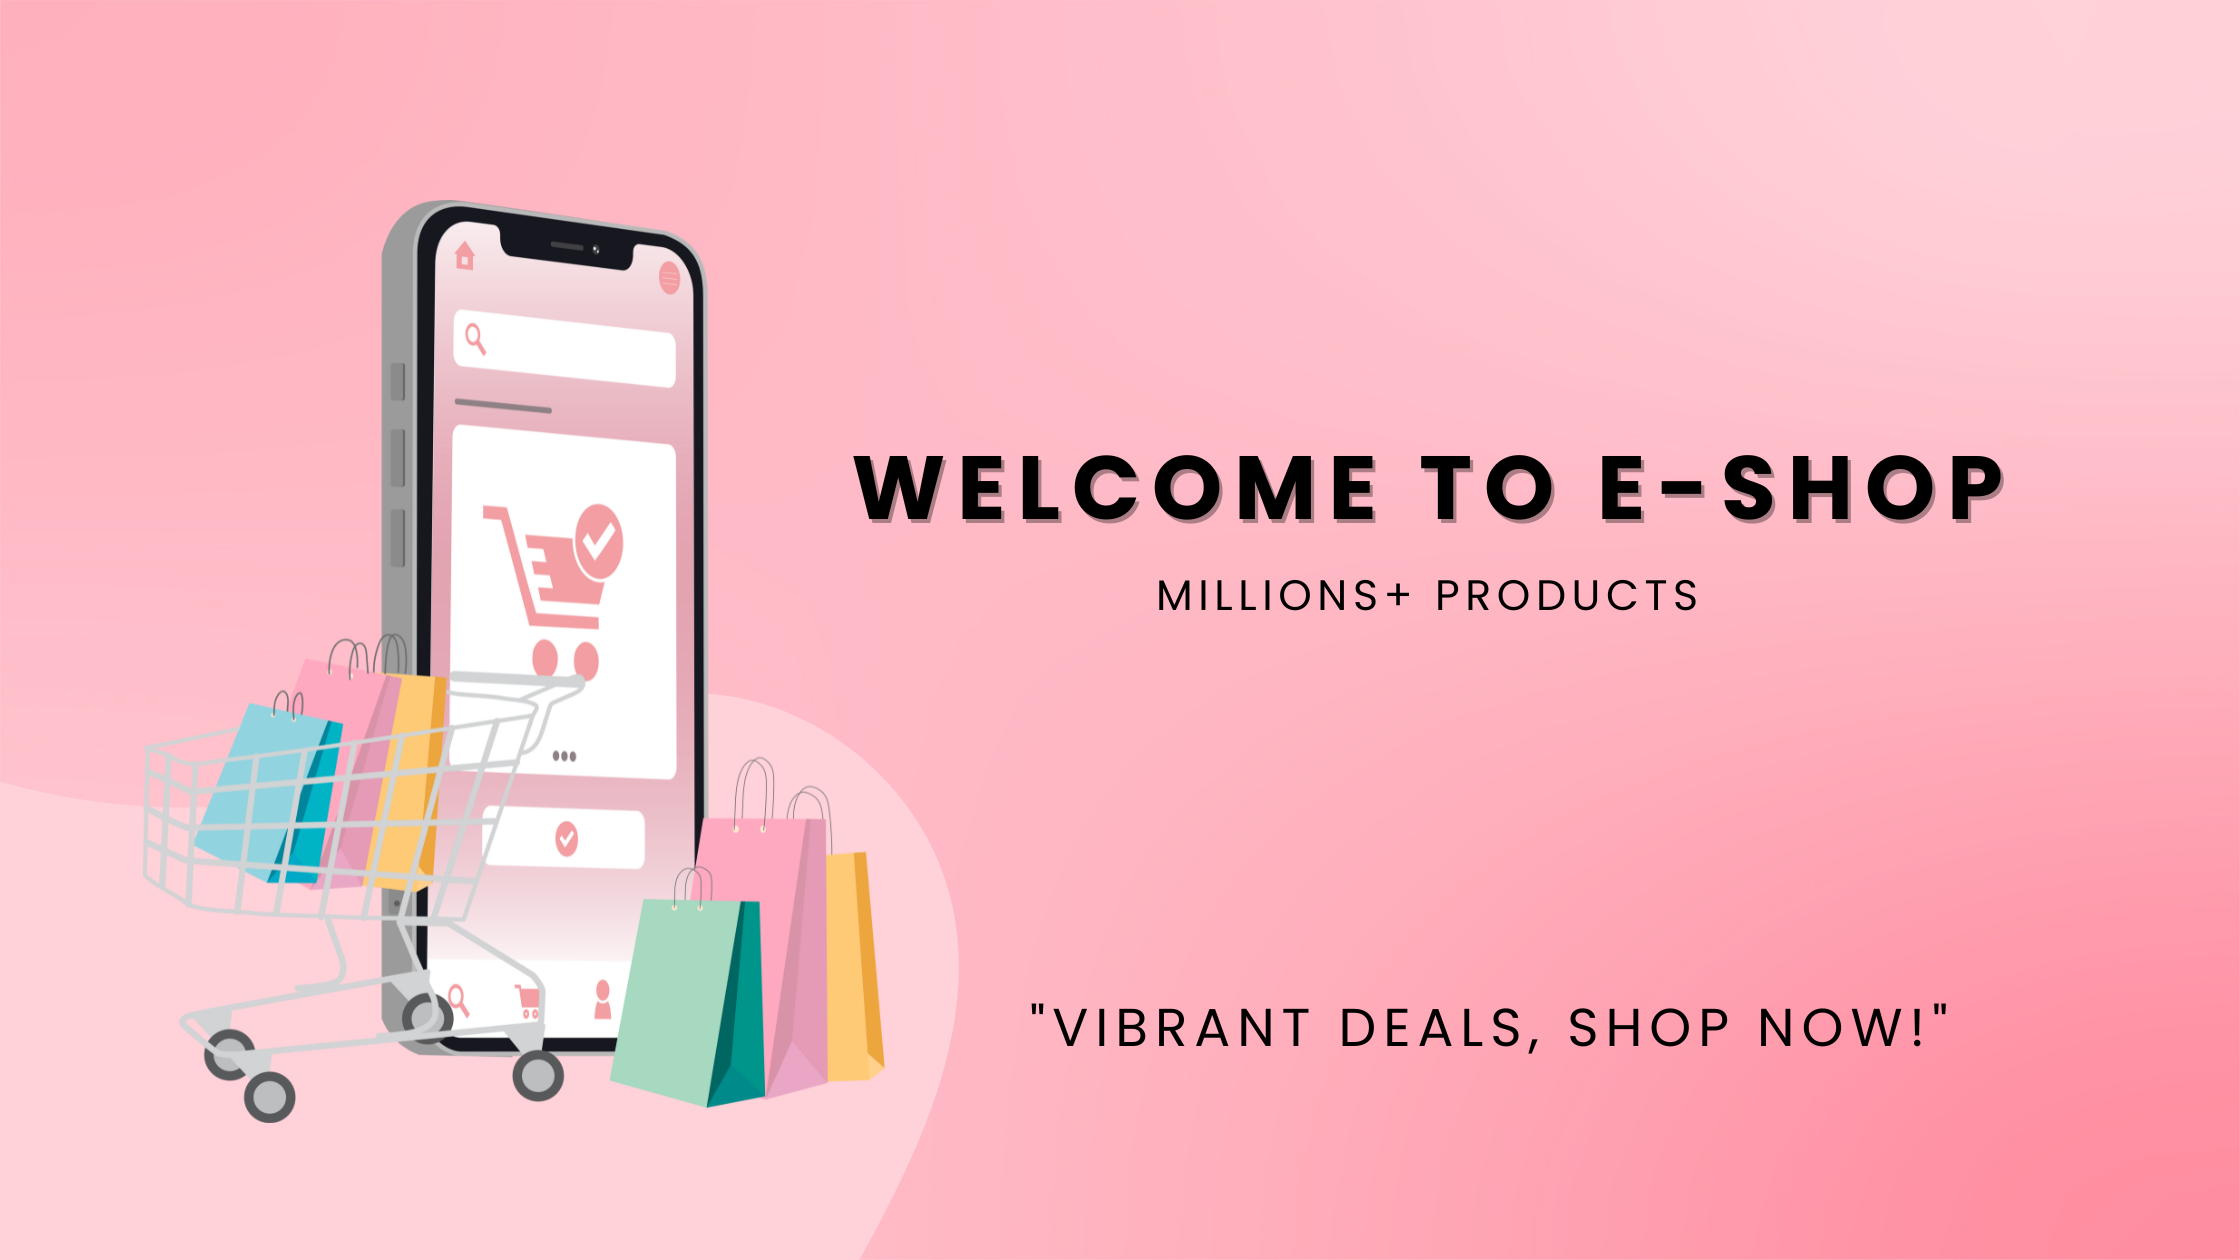 WELCOME TO E-SHOP
MILLIONS+ PRODUCTS
"VIBRANT DEALS, SHOP NOW!"